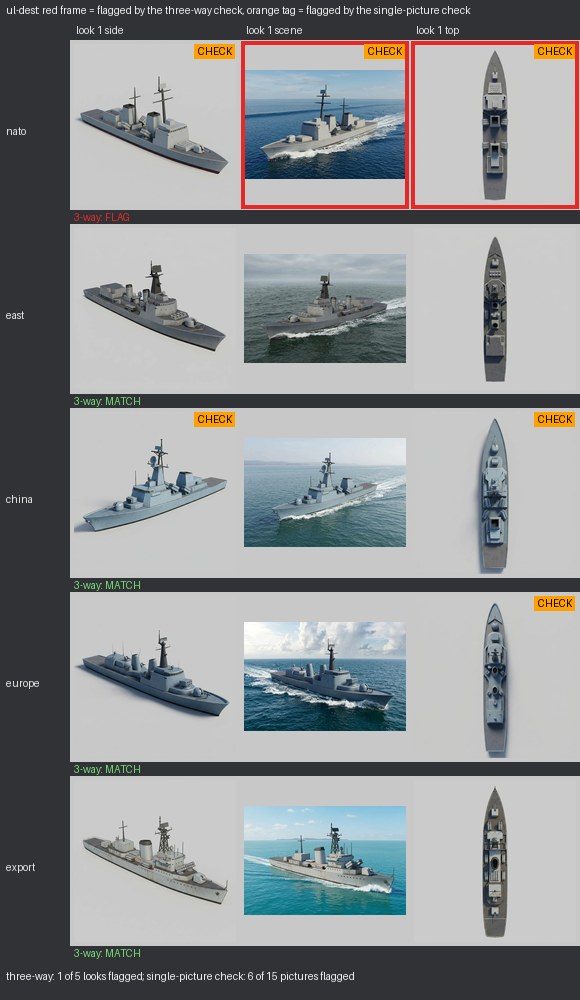 ul-dest: red frame = flagged by the three-way check, orange tag = flagged by the single-picture check
look 1 side look 1 scene look 1 top
CHECK CHECK CHECK
nato
3-way: FLAG
east
3-way: MATCH
CHECK CHECK
china
3-way: MATCH
CHECK
europe
3-way: MATCH
export
3-way: MATCH
three-way: 1 of 5 looks flagged; single-picture check: 6 of 15 pictures flagged